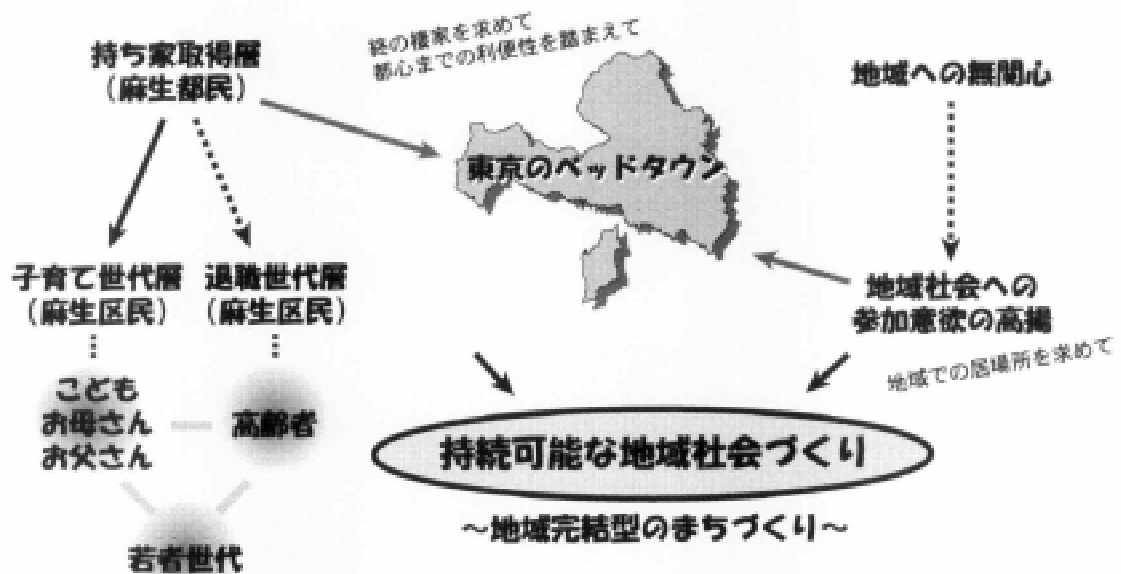 持ち家取得層
（麻生都民）
終の棲家を求めて
都心までの利便性を踏まえて
地域への無関心
東京のベッドタウン
子育て世代層
（麻生区民）
退職世代層
（麻生区民）
地域社会への
参加意欲の高揚
地域での居場所を求めて
こども
お母さん
お父さん
高齢者
若者世代
持続可能な地域社会づくり
～地域完結型のまちづくり～